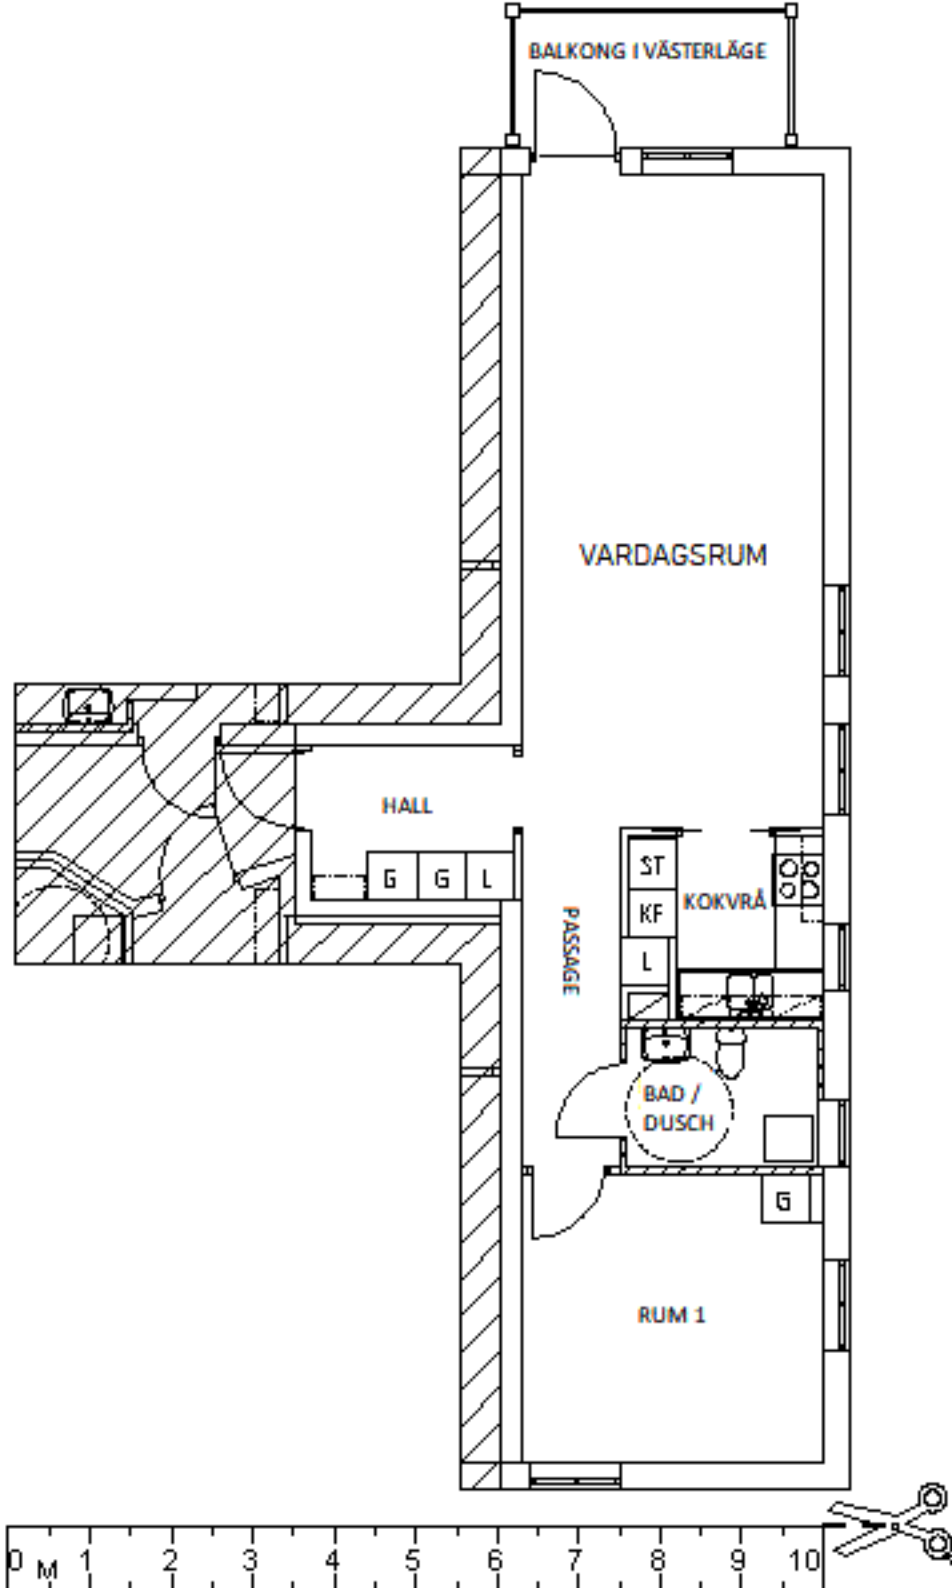 BALKONG I VÄSTERLÄGE
VARDAGSRUM
HALL
G G L
ST
KF
L
KOKVRÅ
PASSAGE
BAD /
DUSCH
G
RUM 1
0 M 1 2 3 4 5 6 7 8 9 10